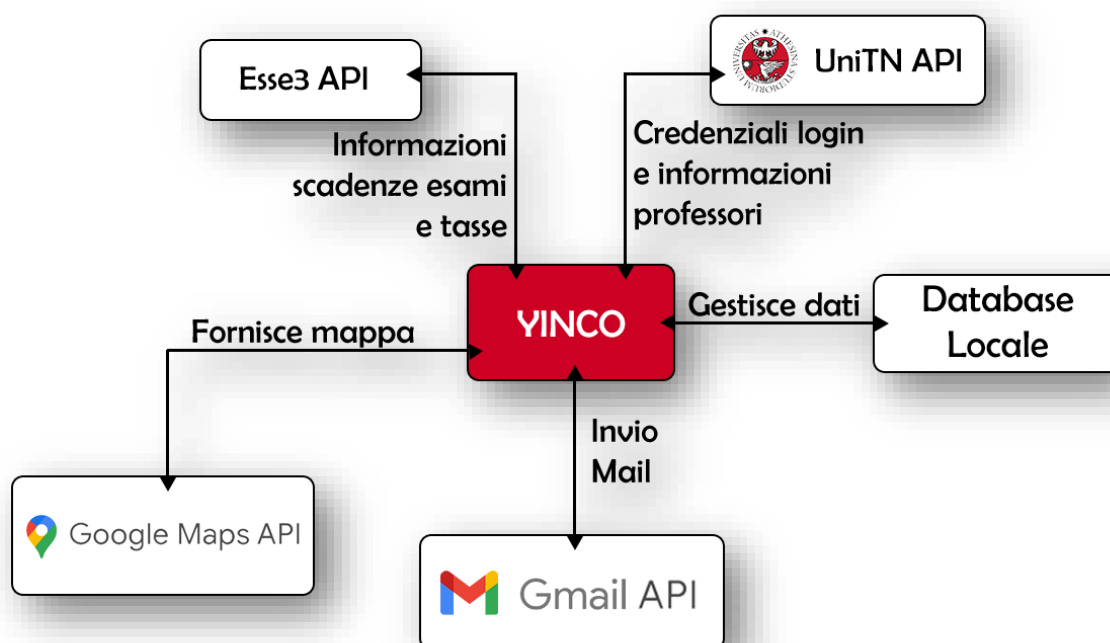 Esse3 API
UniTN API
Informazioni
scadenze esami
e tasse
Credenziali login
e informazioni
professori
YINCO
Gestisce dati
Database
Locale
Fornisce mappa
Invio
Mail
Google Maps API
Gmail API